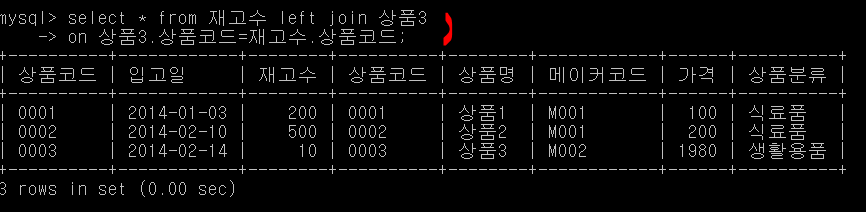 mysql> select * from 재고수 left join 상품3
-> on 상품3.상품코드=재고수.상품코드;
| 상품코드 | 입고일 | 재고수 | 상품코드 | 상품명 | 메이커코드 | 가격 | 상품분류 |
| 0001 | 2014-01-03 | 200 | 0001 | 상품1 | M001 | 100 | 식료품 |
| 0002 | 2014-02-10 | 500 | 0002 | 상품2 | M001 | 200 | 식료품 |
| 0003 | 2014-02-14 | 10 | 0003 | 상품3 | M002 | 1980 | 생활용품 |
3 rows in set (0.00 sec)